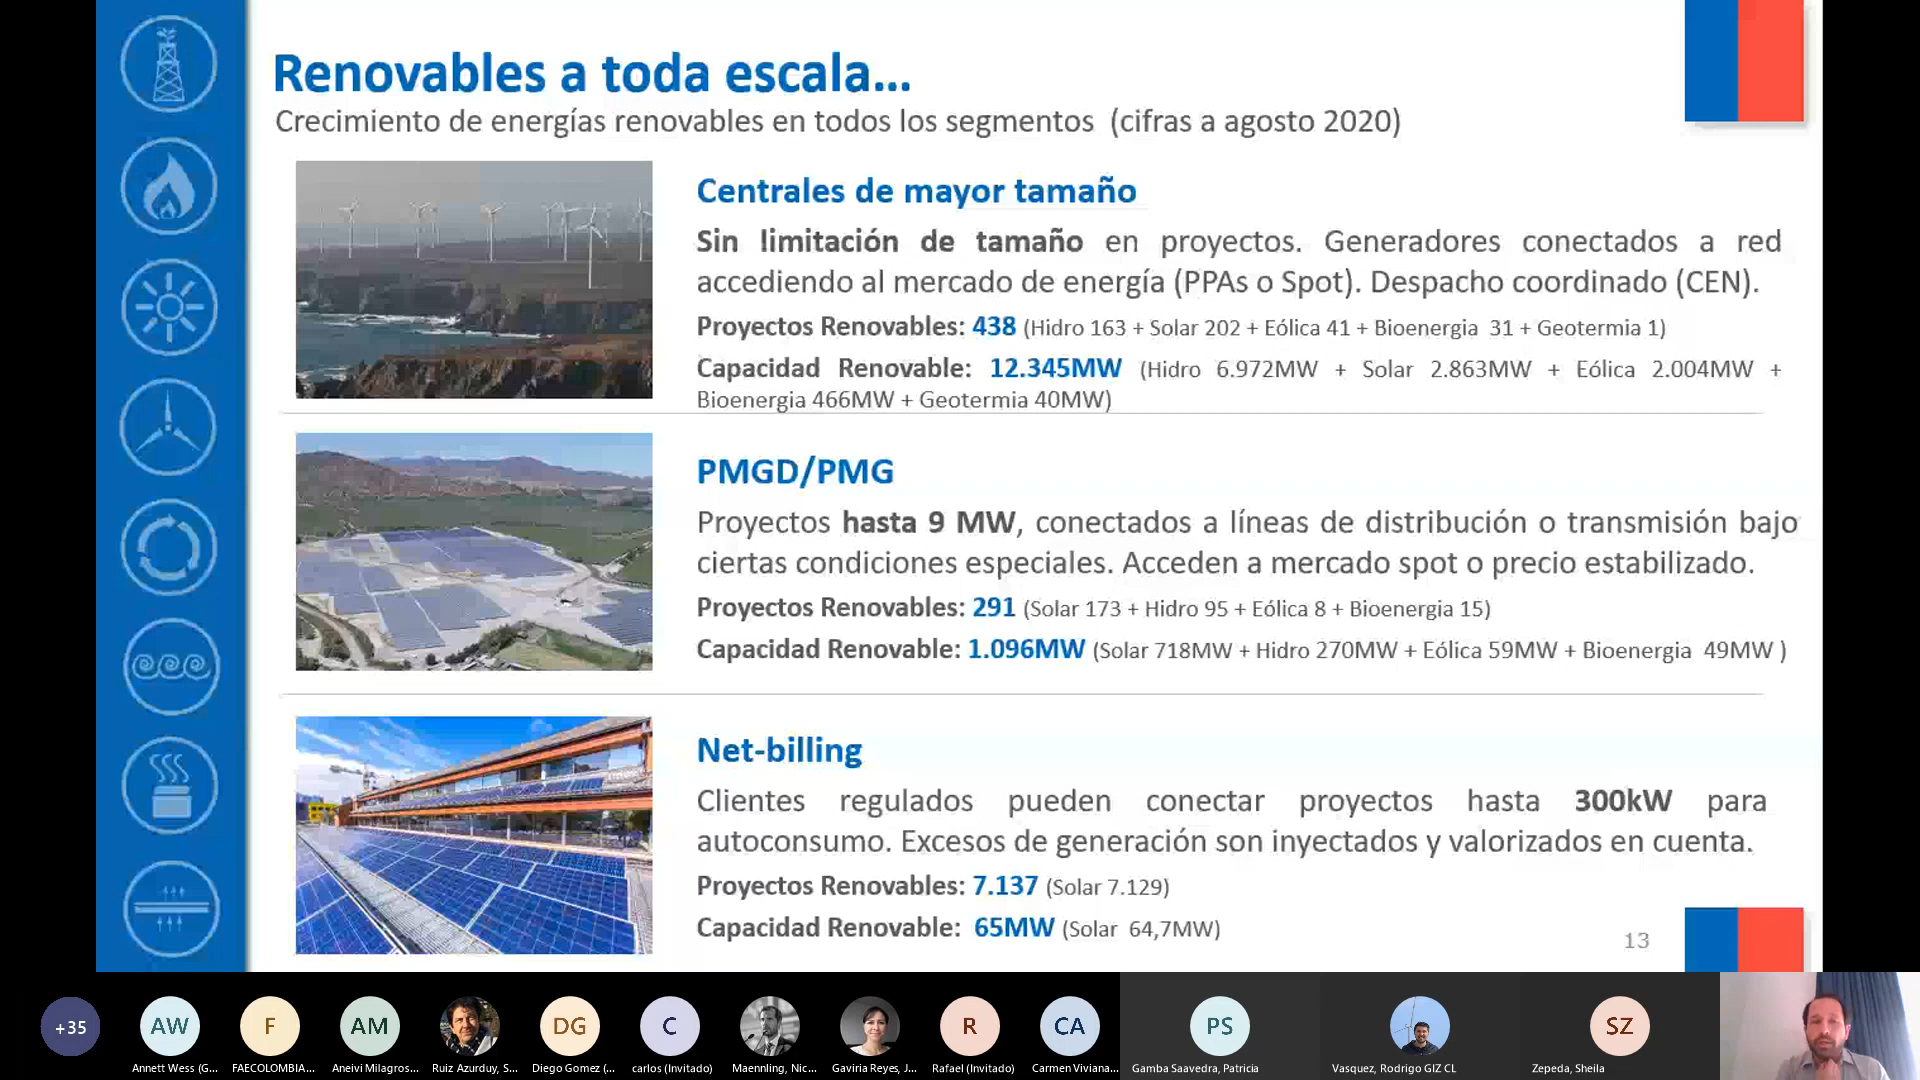 Renovables a toda escala...
Crecimiento de energías renovables en todos los segmentos (cifras a agosto 2020)
Centrales de mayor tamaño
Sin limitación de tamaño en proyectos. Generadores conectados a red
accediendo al mercado de energía (PPAs o Spot). Despacho coordinado (CEN).
Proyectos Renovables: 438 (Hidro 163 + Solar 202 + Eólica 41 + Bioenergia 31 + Geotermia 1)
Capacidad Renovable: 12.345MW (Hidro 6.972MW + Solar 2.863MW + Eólica 2.004MW +
Bioenergia 466MW + Geotermia 40MW)
PMGD/PMG
Proyectos hasta 9 MW, conectados a líneas de distribución o transmisión bajo
ciertas condiciones especiales. Acceden a mercado spot o precio estabilizado.
Proyectos Renovables: 291 (Solar 173 + Hidro 95 + Eólica 8 + Bioenergia 15)
Capacidad Renovable: 1.096MW (Solar 718MW + Hidro 270MW + Eólica 59MW + Bioenergia 49MW )
Net-billing
Clientes regulados pueden conectar proyectos hasta 300kW para
autoconsumo. Excesos de generación son inyectados y valorizados en cuenta.
Proyectos Renovables: 7.137 (Solar 7.129)
Capacidad Renovable: 65MW (Solar 64,7MW)
13
+35 AW F AM DG C R CA PS SZ
Annett Wess (G... FAECOLOMBIA... Aneivi Milagros... Ruiz Azurduy, S... Diego Gomez (... carlos (Invitado) Maennling, Nic... Gaviria Reyes, J... Rafael (Invitado) Carmen Viviana... Gamba Saavedra, Patricia Vasquez, Rodrigo GIZ CL Zepeda, Sheila